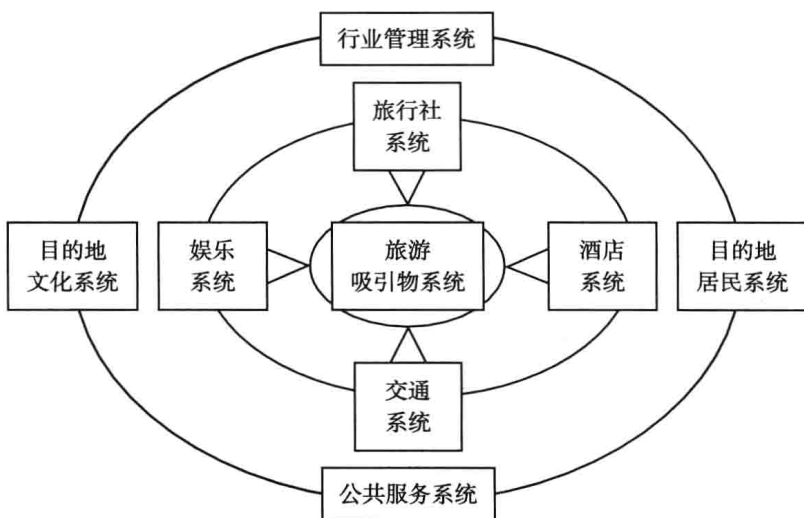 行业管理系统
旅行社
系统
目的地
文化系统
娱乐
系统
旅游
吸引物系统
酒店
系统
目的地
居民系统
交通
系统
公共服务系统